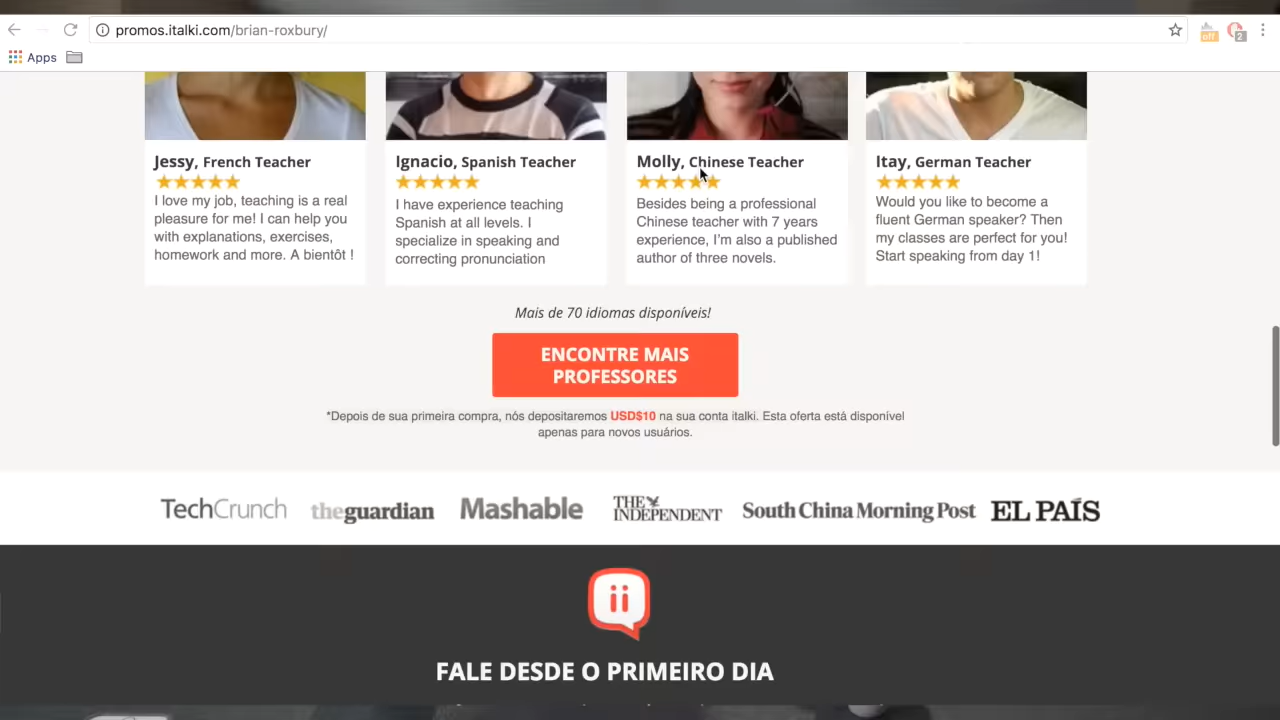 promos.italki.com/brian-roxbury/
off
2
Apps
Jessy, French Teacher
I love my job, teaching is a real
pleasure for me! I can help you
with explanations, exercises,
homework and more. A bientôt !
Ignacio, Spanish Teacher
I have experience teaching
Spanish at all levels. I
specialize in speaking and
correcting pronunciation
Molly, Chinese Teacher
Besides being a professional
Chinese teacher with 7 years
experience, I'm also a published
author of three novels.
Itay, German Teacher
Would you like to become a
fluent German speaker? Then
my classes are perfect for you!
Start speaking from day 1!
Mais de 70 idiomas disponíveis!
ENCONTRE MAIS
PROFESSORES
*Depois de sua primeira compra, nós depositaremos USD$10 na sua conta italki. Esta oferta está disponível
apenas para novos usuários.
TechCrunch
theguardian
Mashable
THE
INDEPENDENT
South China Morning Post
EL PAÍS
ii
FALE DESDE O PRIMEIRO DIA